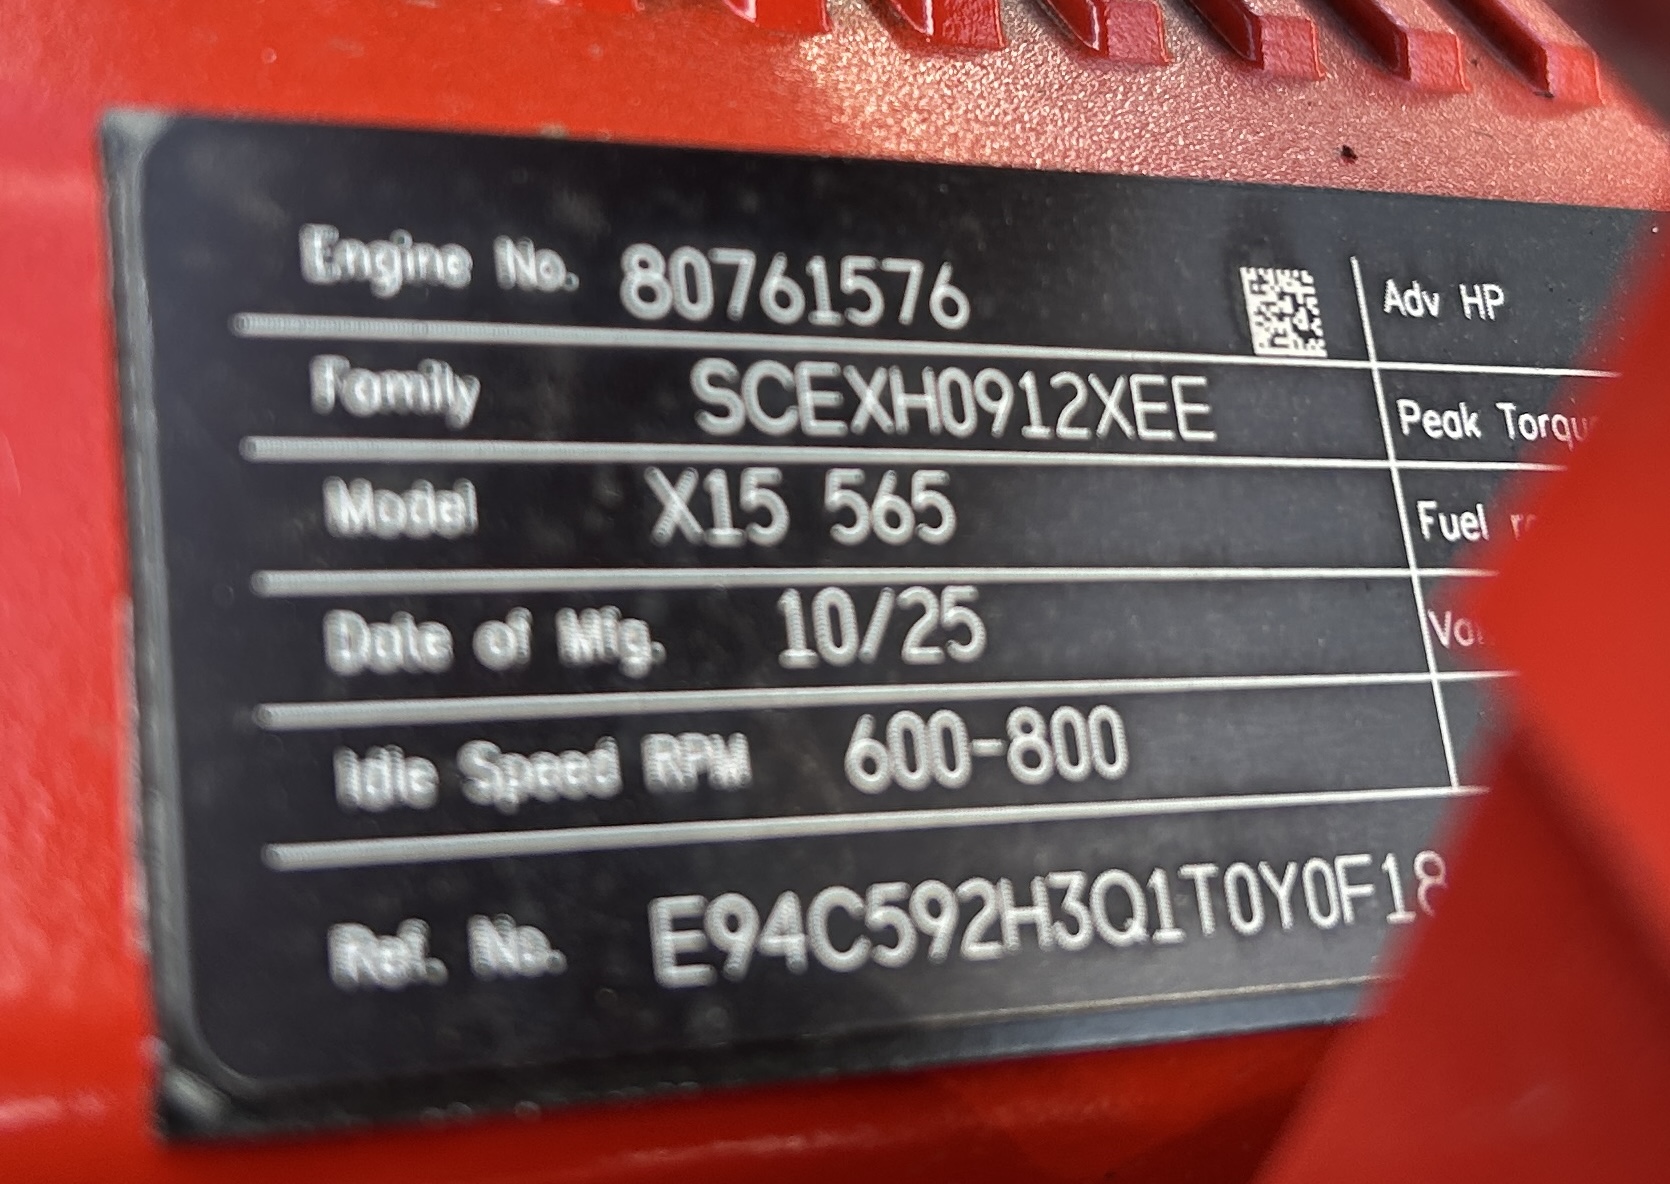 Engine No. 80761576
Adv HP
Family SCEXH0912XEE
Peak Torqu
Model X15 565
Fuel r
Date of Mfg. 10/25
Val
Idle Speed RPM 600-800
Ref. No. E94C592H3Q1T0Y0F18